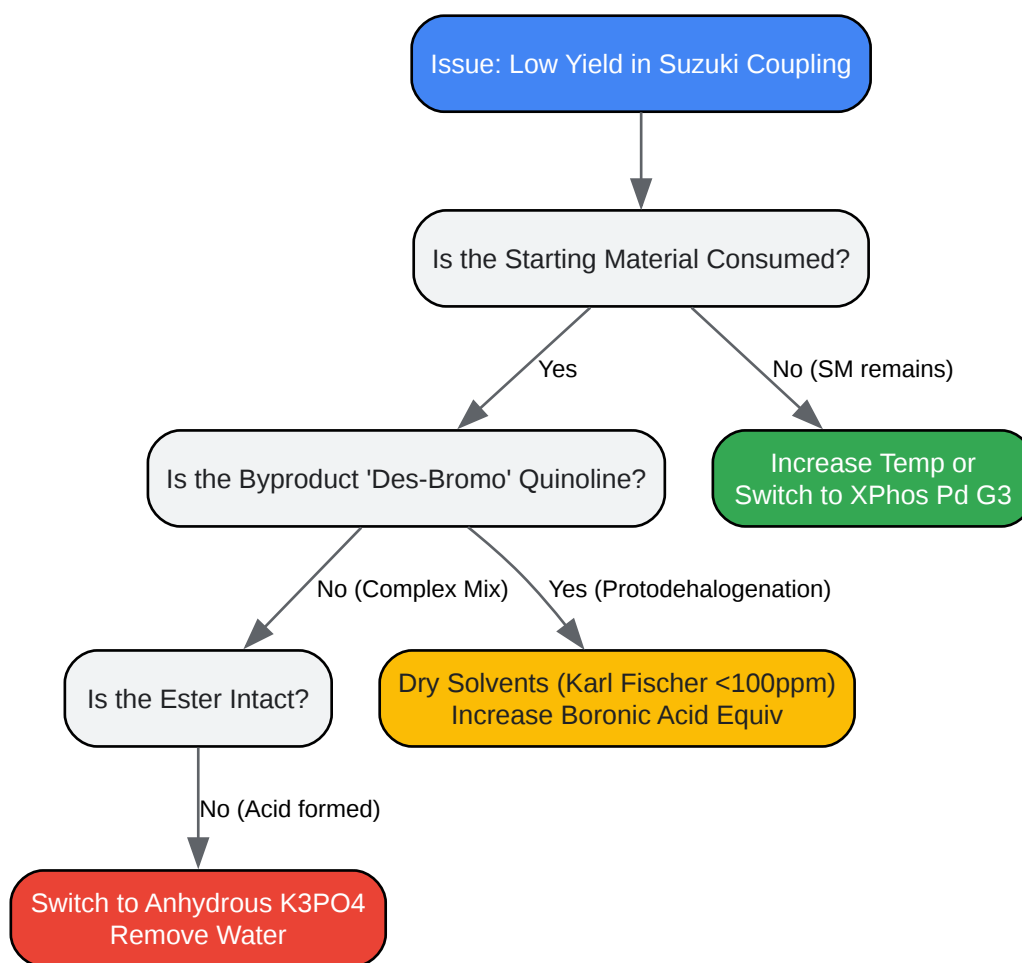 Issue: Low Yield in Suzuki Coupling
Is the Starting Material Consumed?
Yes
No (SM remains)
Is the Byproduct 'Des-Bromo' Quinoline?
Increase Temp or
Switch to XPhos Pd G3
No (Complex Mix)
Yes (Protodehalogenation)
Is the Ester Intact?
Dry Solvents (Karl Fischer <100ppm)
Increase Boronic Acid Equiv
No (Acid formed)
Switch to Anhydrous K3PO4
Remove Water